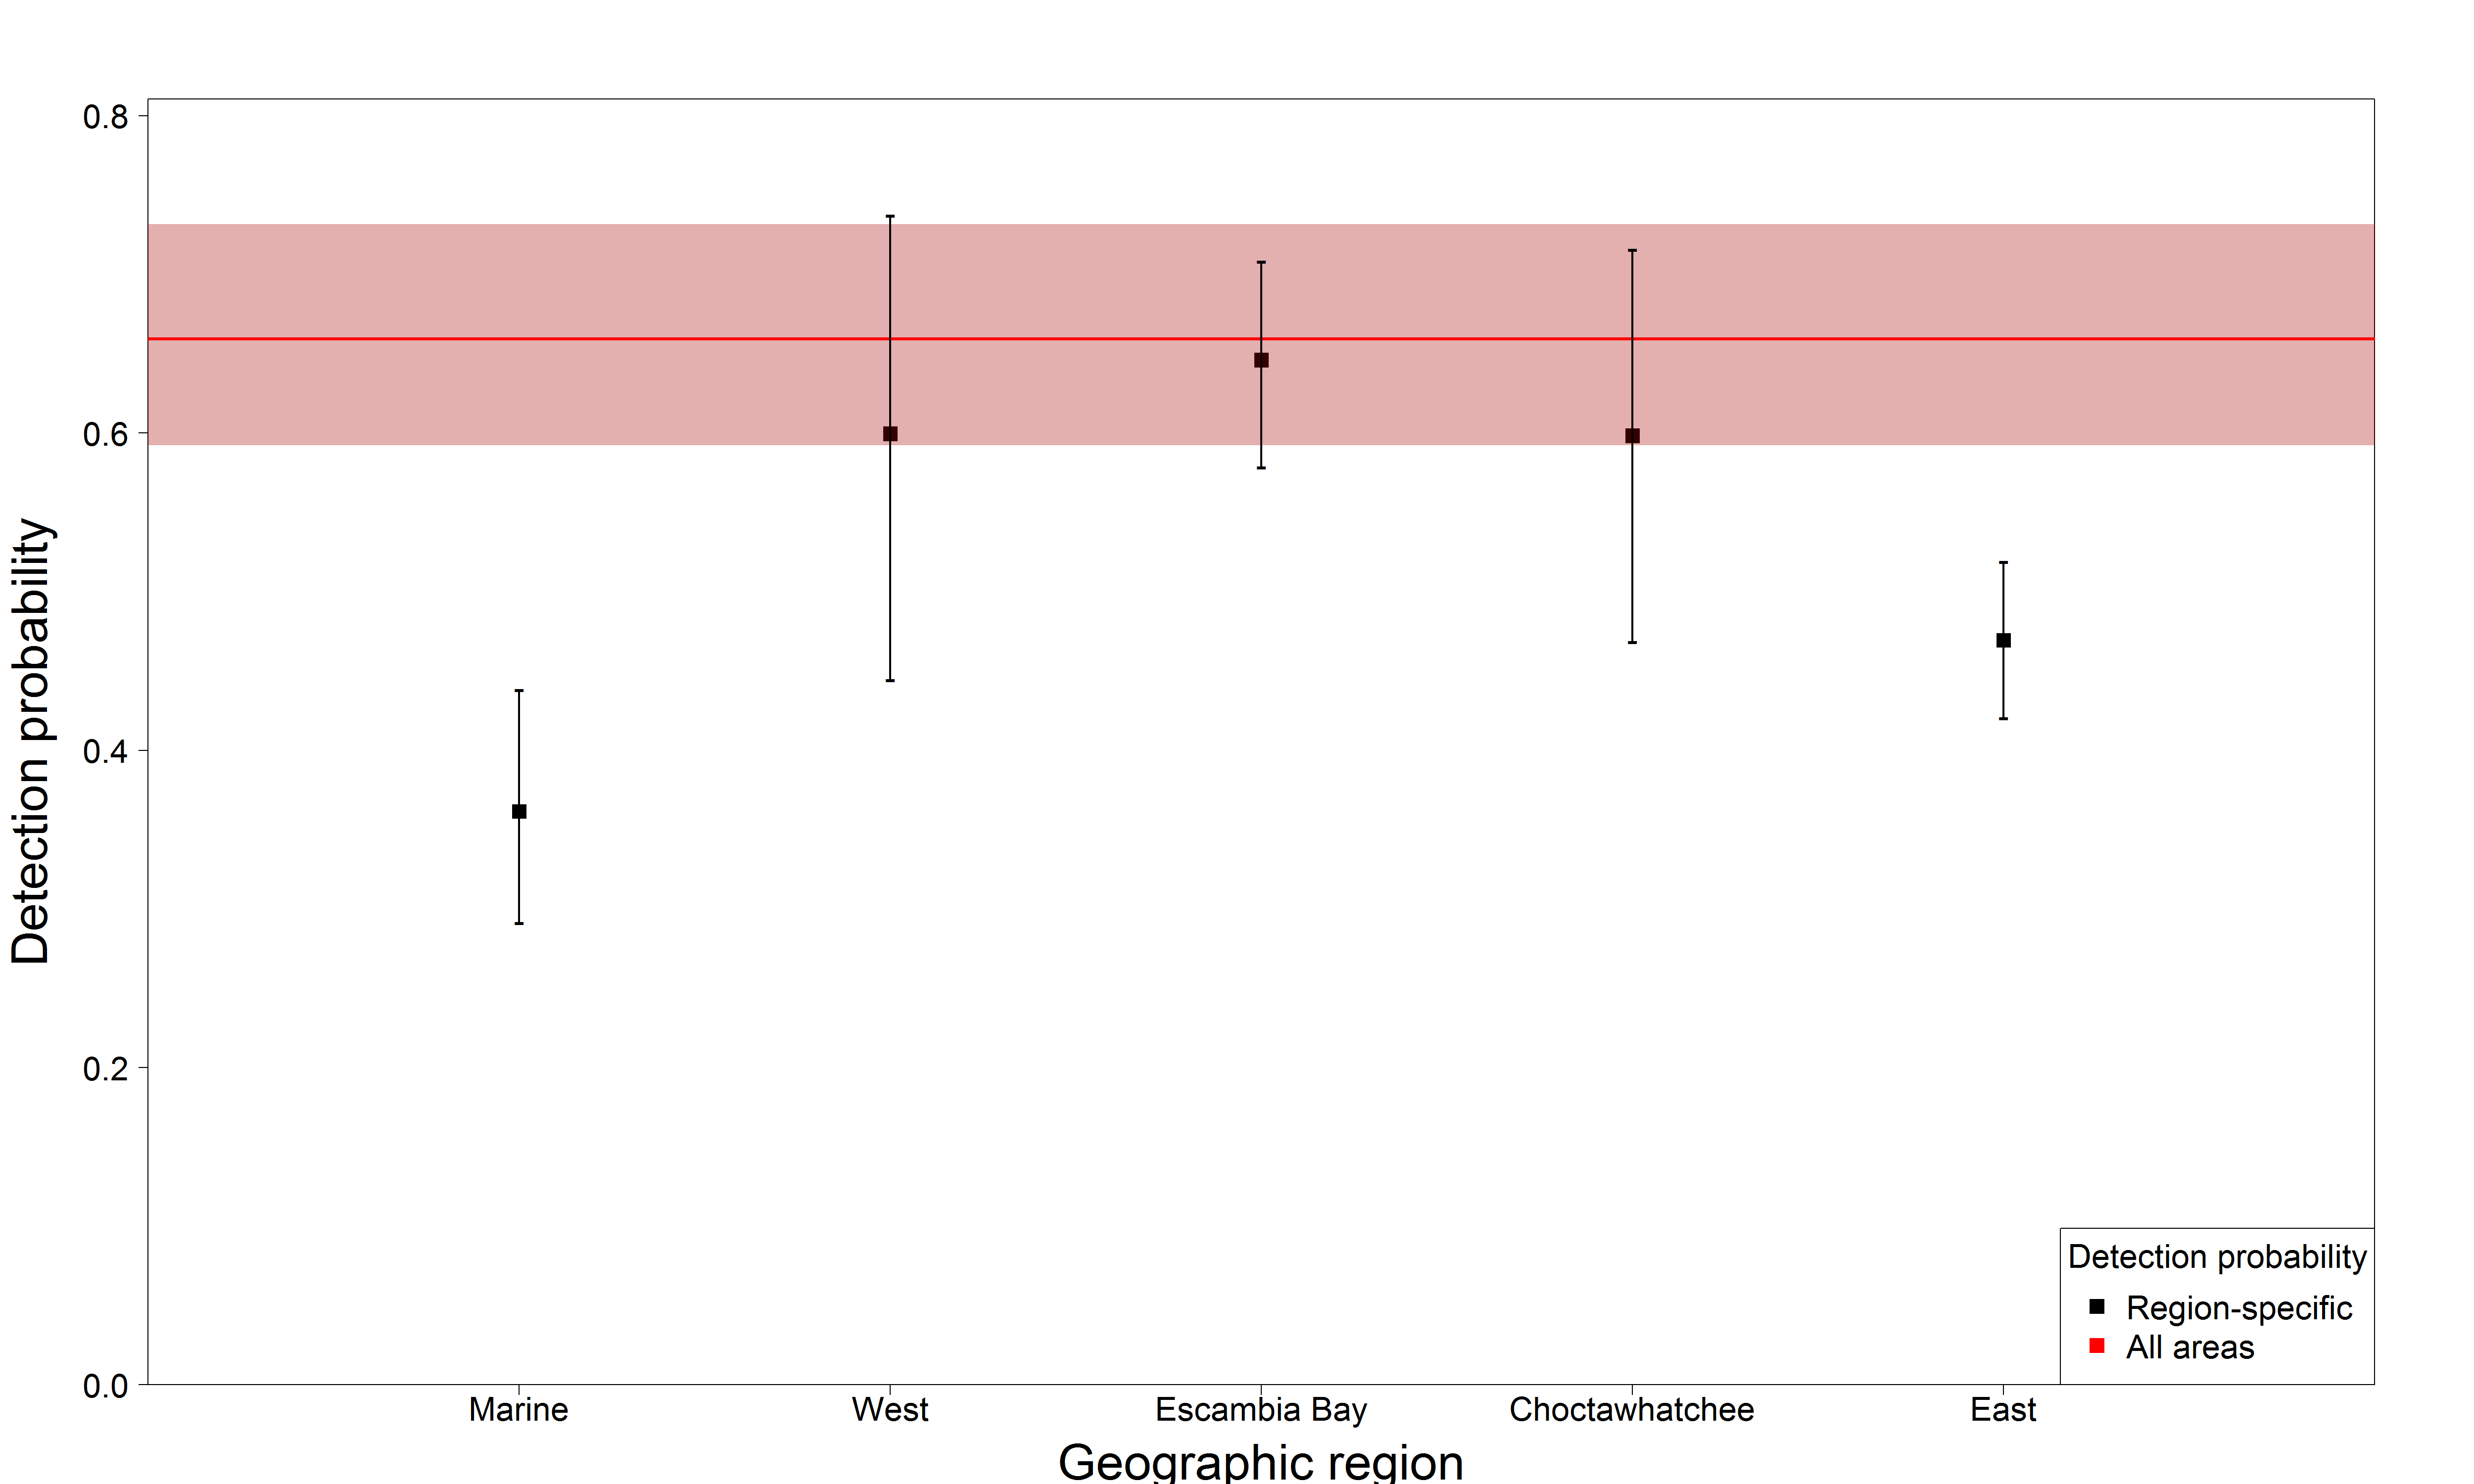 Detection probability
0.8
0.6
0.4
0.2
0.0
Marine West Escambia Bay Choctawhatchee East
Geographic region
Detection probability
Region-specific
All areas